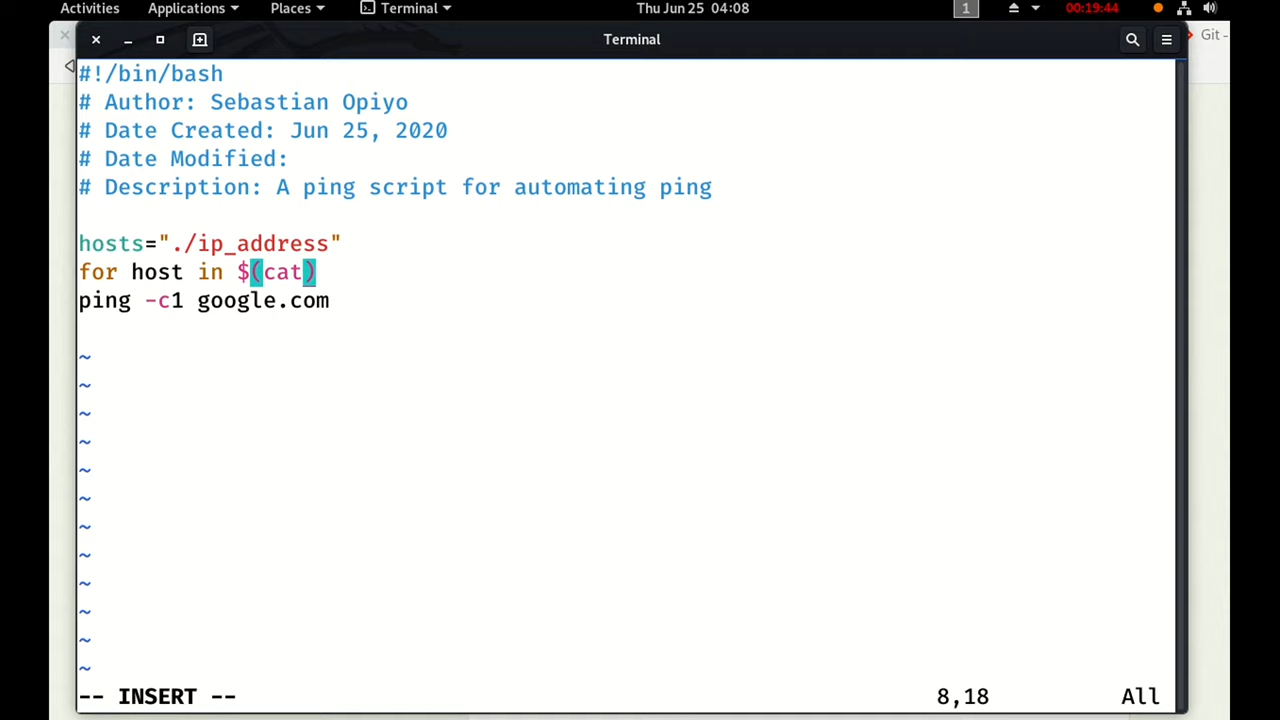 Activities Applications Places Terminal Thu Jun 25 04:08 1 00:19:44
Terminal
Git -
#!/bin/bash
# Author: Sebastian Opiyo
# Date Created: Jun 25, 2020
# Date Modified:
# Description: A ping script for automating ping
hosts="./ip_address"
for host in $(cat)
ping -c1 google.com
~
~
~
~
~
~
~
~
~
~
~
~
-- INSERT -- 8,18 All